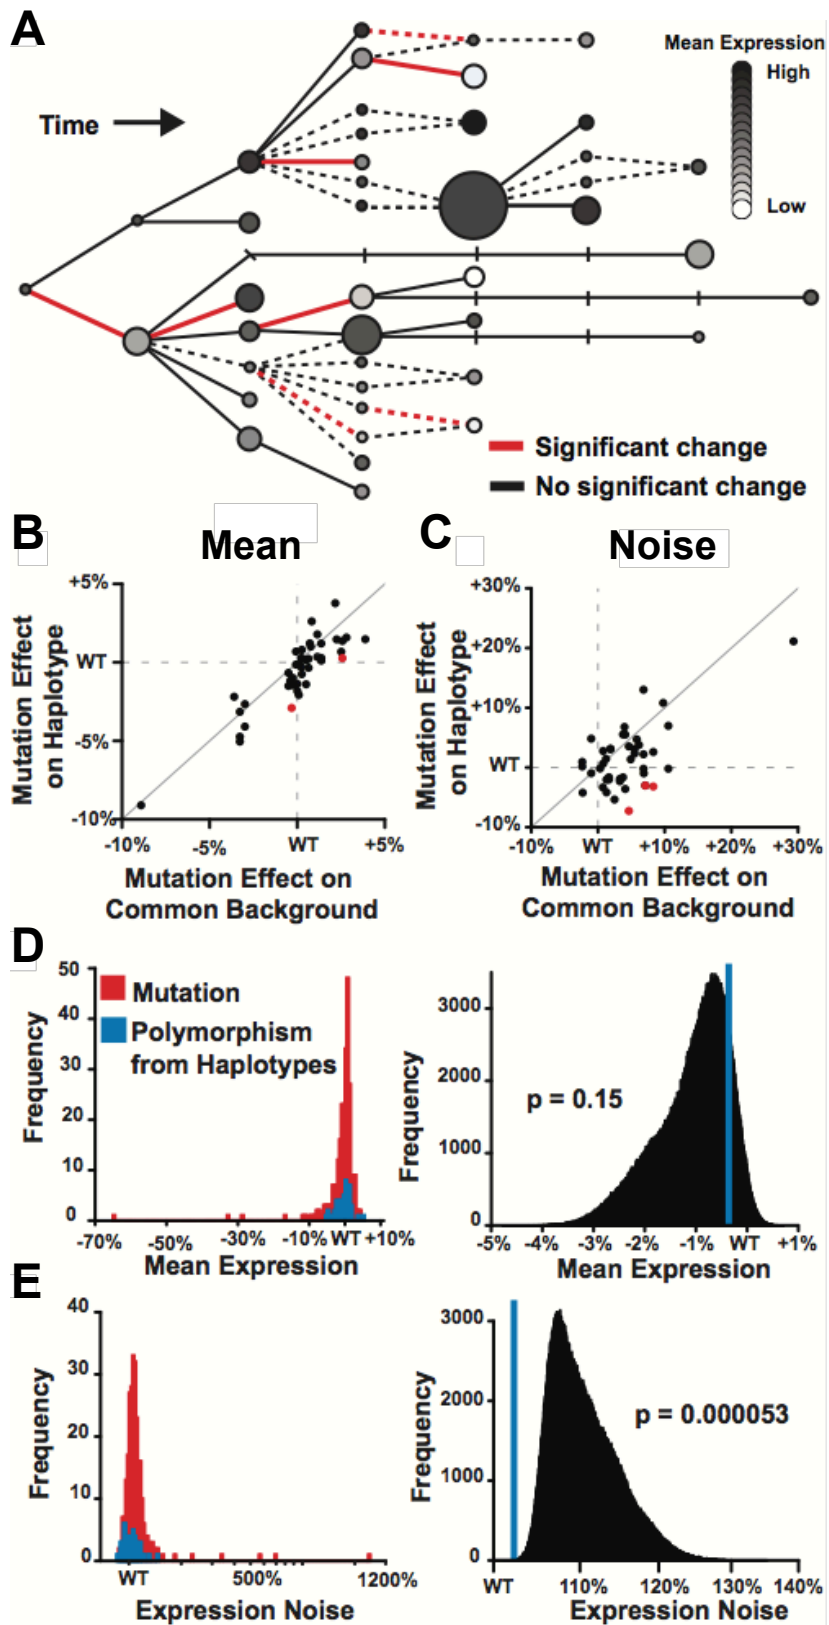 A
Mean Expression
High
Low
Time
Significant change
No significant change
B
Mean
Mutation Effect
on Haplotype
+5%
WT
-5%
-10%
-10%
-5%
WT
+5%
Mutation Effect on
Common Background
C
Noise
Mutation Effect
on Haplotype
+30%
+20%
+10%
WT
-10%
-10%
WT
+10%
+20%
+30%
Mutation Effect on
Common Background
D
Frequency
50
40
30
20
10
0
Mutation
Polymorphism
from Haplotypes
-70%
-50%
-30%
-10%
WT
+10%
Mean Expression
Frequency
3000
2000
1000
0
p = 0.15
-5%
-4%
-3%
-2%
-1%
WT
+1%
Mean Expression
E
Frequency
40
30
20
10
0
WT
500%
1200%
Expression Noise
Frequency
3000
2000
1000
0
p = 0.000053
WT
110%
120%
130%
140%
Expression Noise